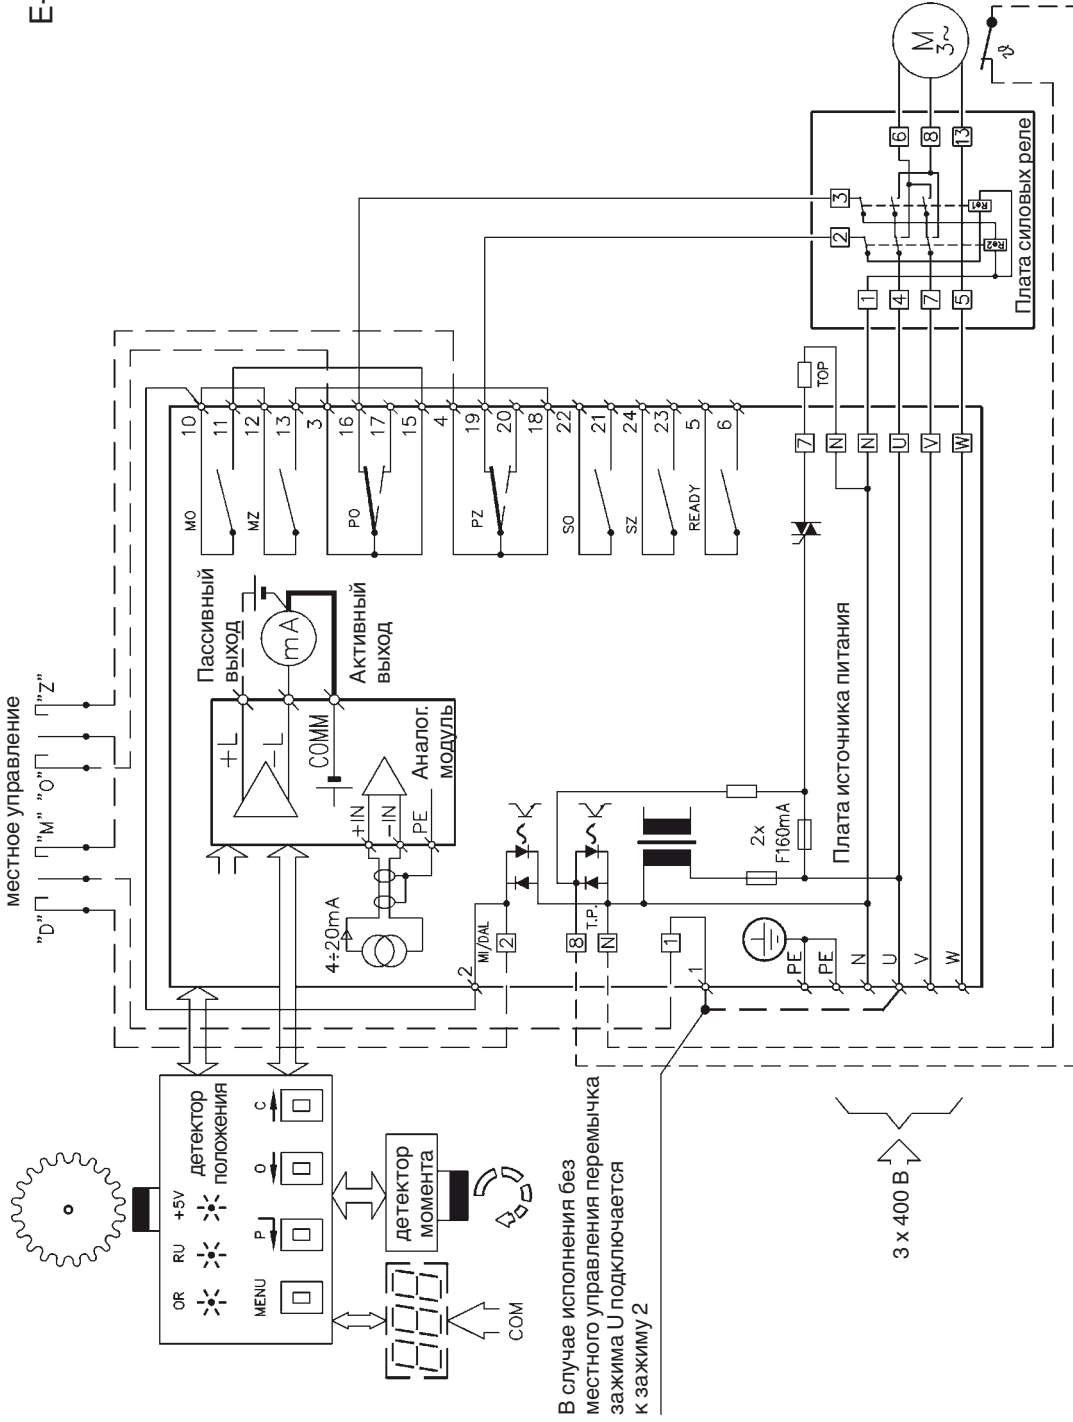 E-
местное управление
"D" "M" "O" "Z"
OR RU +5V
детектор
положения
MENU P O C
детектор
момента
COM
4÷20mA
+IN
−IN
PE
Аналог.
модуль
+L
−L
COMM
Пассивный
выход
mA
Активный
выход
MO
10
11
MZ
12
13
PO
3
16
17
15
PZ
4
19
20
18
SO
22
21
SZ
24
23
READY
5
6
2
MI/DAL
2
8
T.P.
N
1
1
PE
PE
N
U
V
W
2x
F160mA
Плата источника питания
7
N
N
U
V
W
TOP
1
4
7
5
2
3
Re1
Re2
6
8
13
Плата силовых реле
M
3~
ϑ
В случае исполнения без
местного управления перемычка
зажима U подключается
к зажиму 2
3 x 400 В